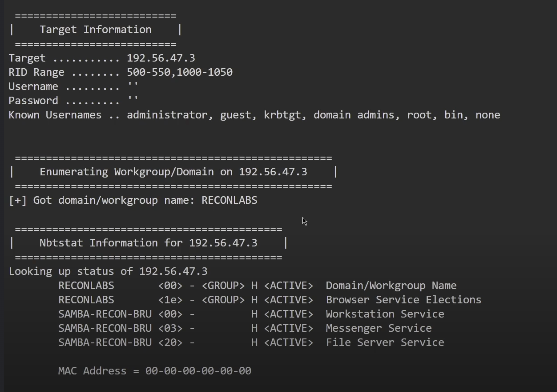 ==========================
|    Target Information    |
==========================
Target ........... 192.56.47.3
RID Range ........ 500-550,1000-1050
Username ......... ''
Password ......... ''
Known Usernames .. administrator, guest, krbtgt, domain admins, root, bin, none
===================================================
|    Enumerating Workgroup/Domain on 192.56.47.3    |
===================================================
[+] Got domain/workgroup name: RECONLABS
===========================================
|    Nbtstat Information for 192.56.47.3    |
===========================================
Looking up status of 192.56.47.3
RECONLABS       <00> - <GROUP> H <ACTIVE>  Domain/Workgroup Name
RECONLABS       <1e> - <GROUP> H <ACTIVE>  Browser Service Elections
SAMBA-RECON-BRU <00> -         H <ACTIVE>  Workstation Service
SAMBA-RECON-BRU <03> -         H <ACTIVE>  Messenger Service
SAMBA-RECON-BRU <20> -         H <ACTIVE>  File Server Service
MAC Address = 00-00-00-00-00-00